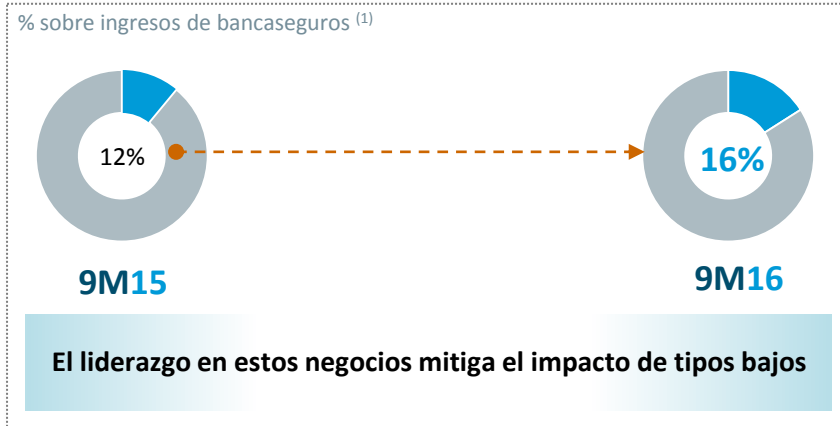 % sobre ingresos de bancaseguros (1)
12%
16%
9M15
9M16
El liderazgo en estos negocios mitiga el impacto de tipos bajos